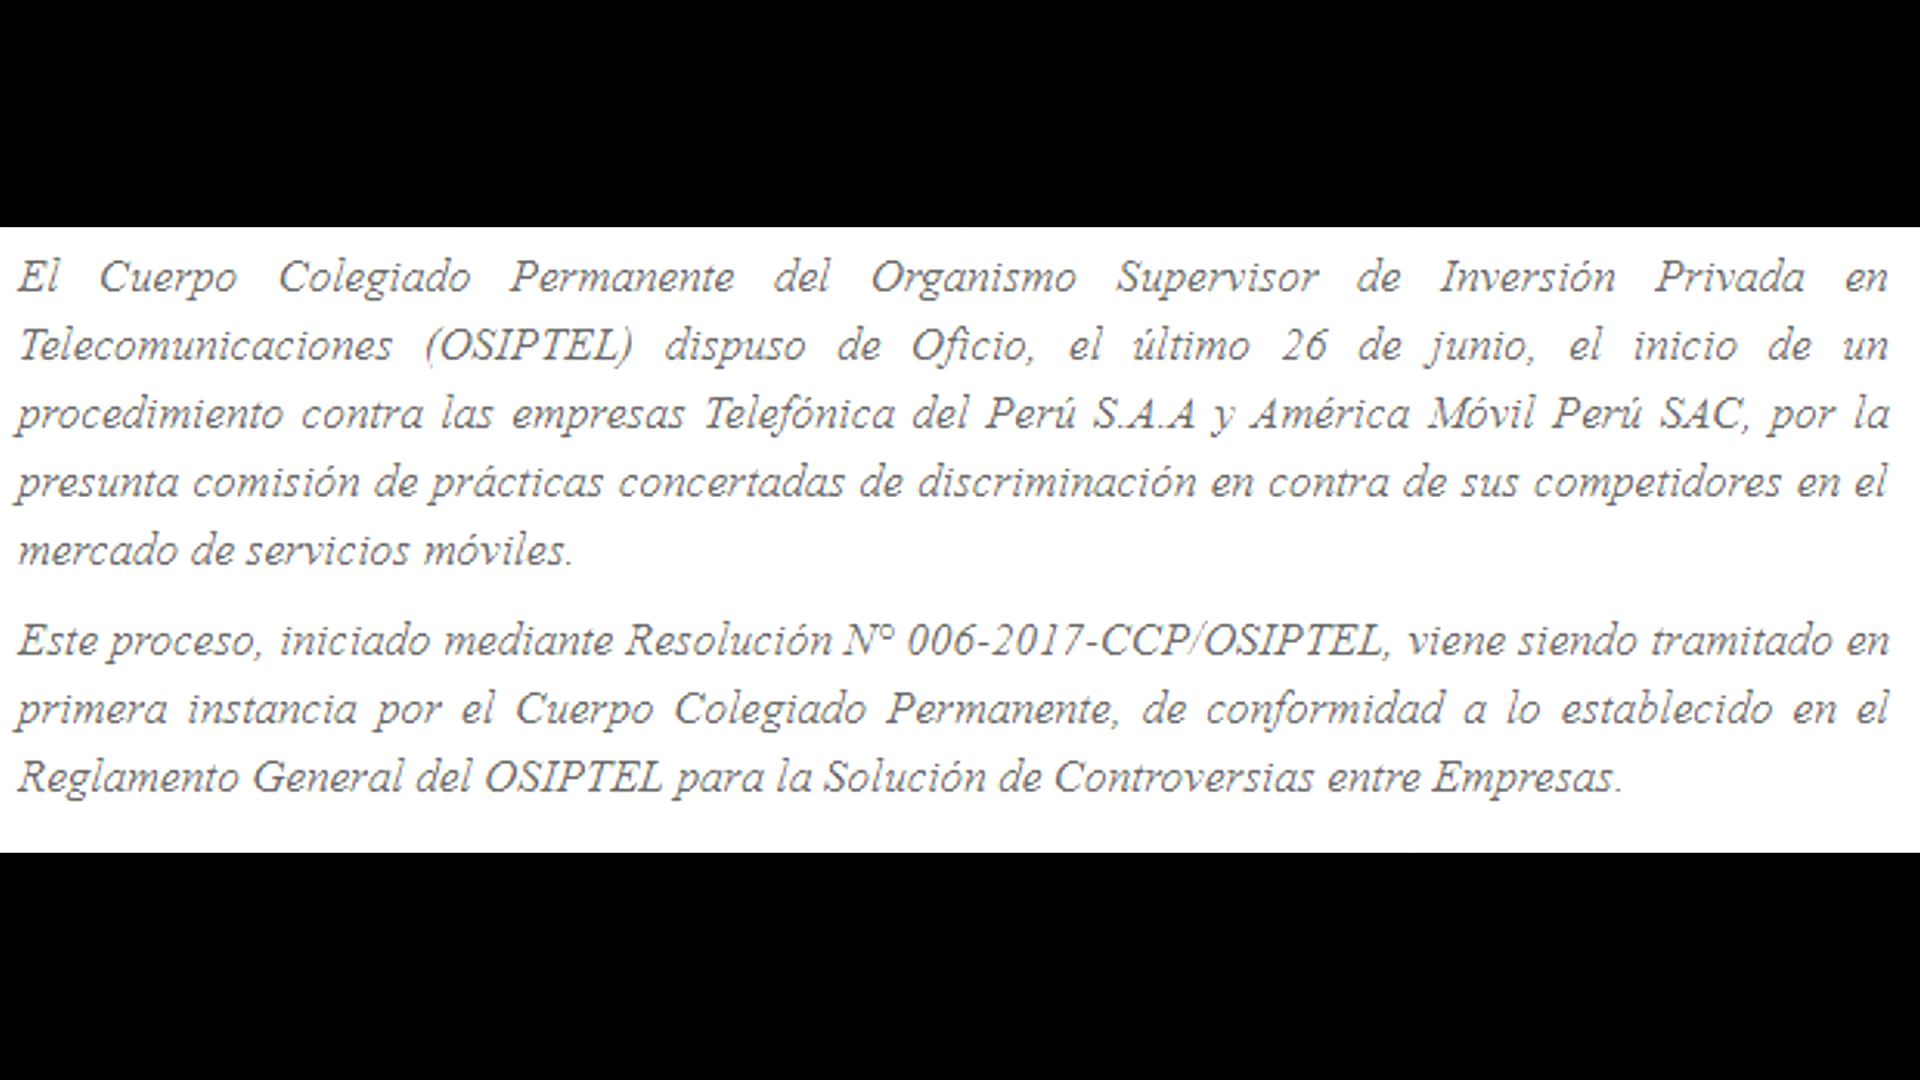 El Cuerpo Colegiado Permanente del Organismo Supervisor de Inversión Privada en
Telecomunicaciones (OSIPTEL) dispuso de Oficio, el último 26 de junio, el inicio de un
procedimiento contra las empresas Telefónica del Perú S.A.A y América Móvil Perú SAC, por la
presunta comisión de prácticas concertadas de discriminación en contra de sus competidores en el
mercado de servicios móviles.
Este proceso, iniciado mediante Resolución N° 006-2017-CCP/OSIPTEL, viene siendo tramitado en
primera instancia por el Cuerpo Colegiado Permanente, de conformidad a lo establecido en el
Reglamento General del OSIPTEL para la Solución de Controversias entre Empresas.